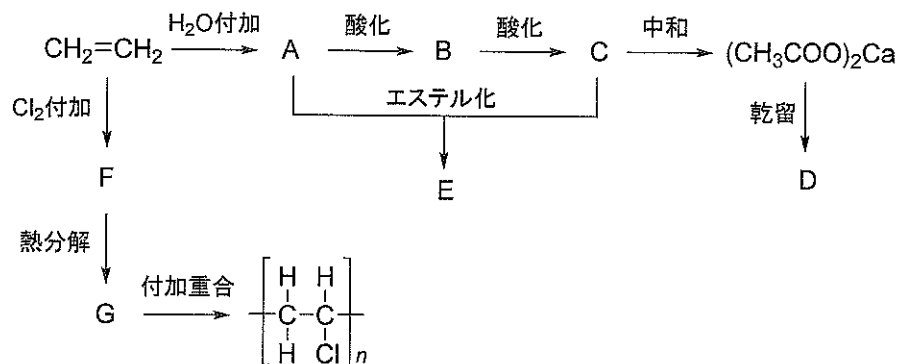 CH₂=CH₂ H₂O付加 A 酸化 B 酸化 C 中和 (CH₃COO)₂Ca
Cl₂付加 エステル化 乾留
F E D
熱分解
G 付加重合
H H
C C
H Cl n